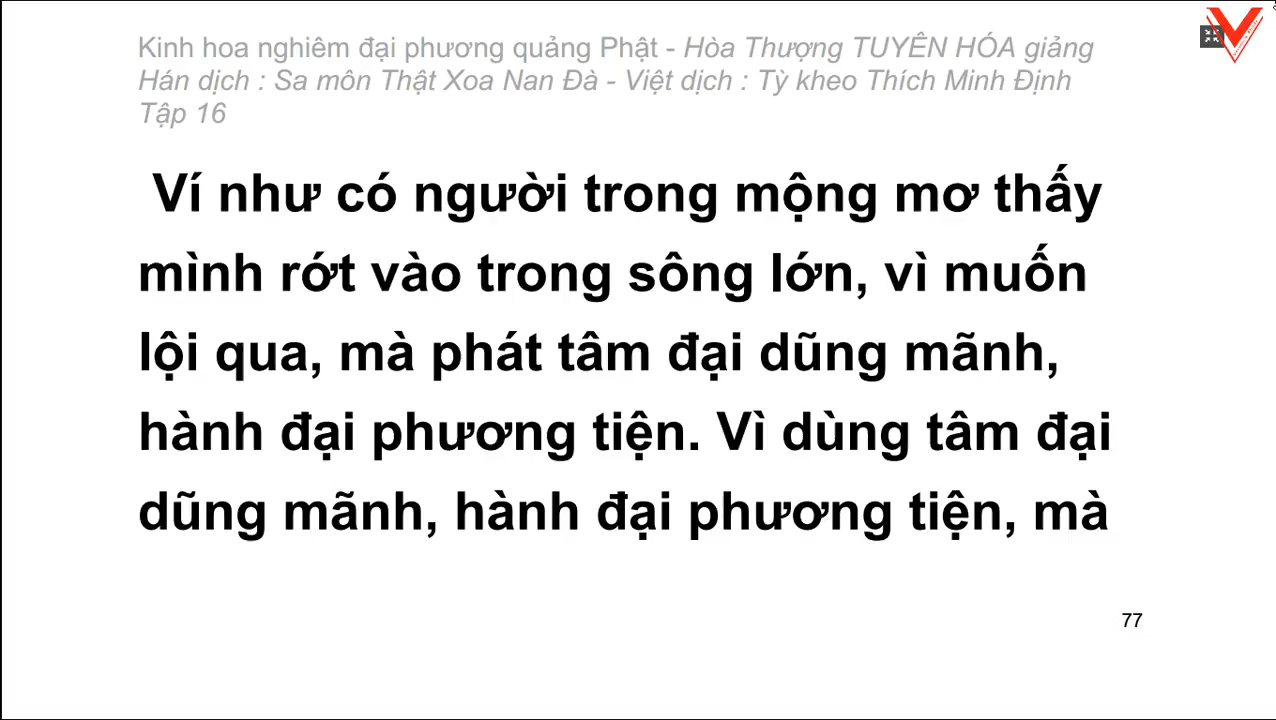 Kinh hoa nghiêm đại phương quảng Phật - Hòa Thượng TUYÊN HÓA giảng
Hán dịch : Sa môn Thật Xoa Nan Đà - Việt dịch : Tỳ kheo Thích Minh Định
Tập 16
Ví như có người trong mộng mơ thấy
mình rớt vào trong sông lớn, vì muốn
lội qua, mà phát tâm đại dũng mãnh,
hành đại phương tiện. Vì dùng tâm đại
dũng mãnh, hành đại phương tiện, mà
77